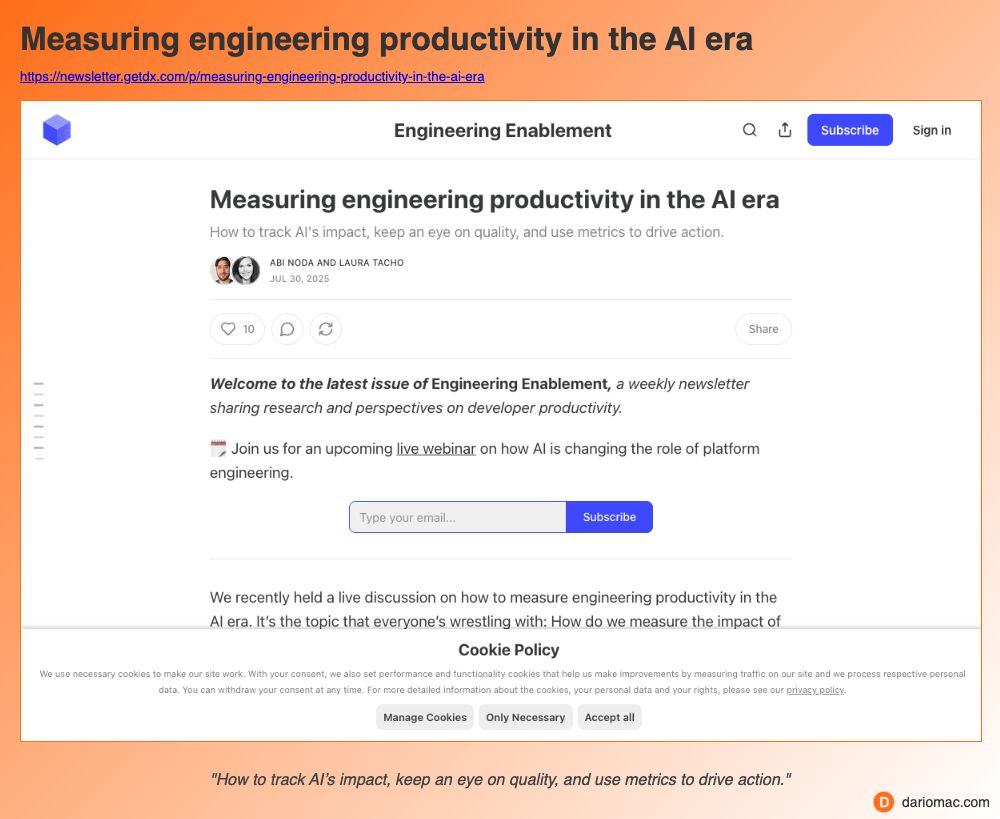 Measuring engineering productivity in the AI era
https://newsletter.getdx.com/p/measuring-engineering-productivity-in-the-ai-era
Engineering Enablement
Subscribe
Sign in
Measuring engineering productivity in the AI era
How to track AI's impact, keep an eye on quality, and use metrics to drive action.
ABI NODA AND LAURA TACHO
JUL 30, 2025
10
Share
Welcome to the latest issue of Engineering Enablement, a weekly newsletter
sharing research and perspectives on developer productivity.
🗓️ Join us for an upcoming live webinar on how AI is changing the role of platform
engineering.
Type your email...
Subscribe
We recently held a live discussion on how to measure engineering productivity in the
AI era. It’s the topic that everyone’s wrestling with: How do we measure the impact of
Cookie Policy
We use necessary cookies to make our site work. With your consent, we also set performance and functionality cookies that help us make improvements by measuring traffic on our site and we process respective personal
data. You can withdraw your consent at any time. For more detailed information about the cookies, your personal data and your rights, please see our privacy policy.
Manage Cookies
Only Necessary
Accept all
"How to track AI’s impact, keep an eye on quality, and use metrics to drive action."
D dariomac.com